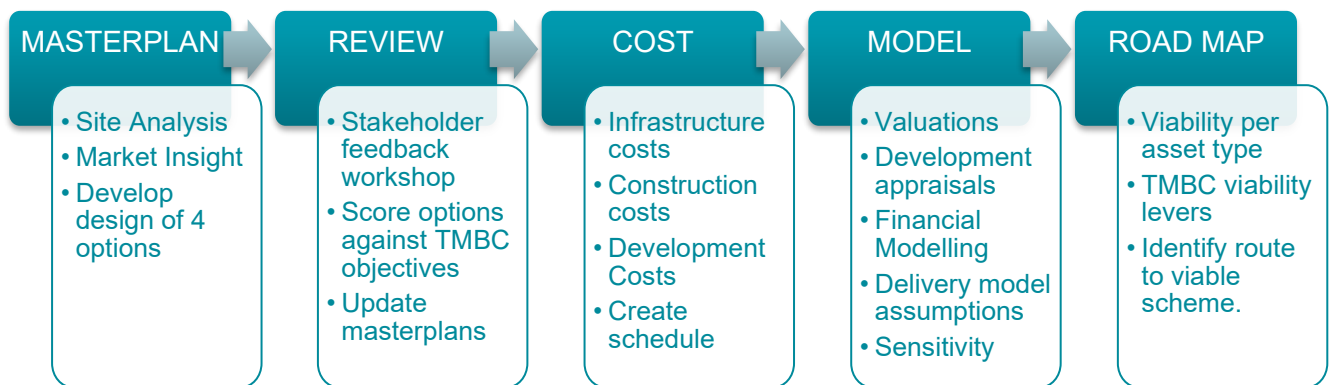 MASTERPLAN
• Site Analysis
• Market Insight
• Develop
design of 4
options
REVIEW
• Stakeholder
feedback
workshop
• Score options
against TMBC
objectives
• Update
masterplans
COST
• Infrastructure
costs
• Construction
costs
• Development
Costs
• Create
schedule
MODEL
• Valuations
• Development
appraisals
• Financial
Modelling
• Delivery model
assumptions
• Sensitivity
ROAD MAP
• Viability per
asset type
• TMBC viability
levers
• Identify route
to viable
scheme.